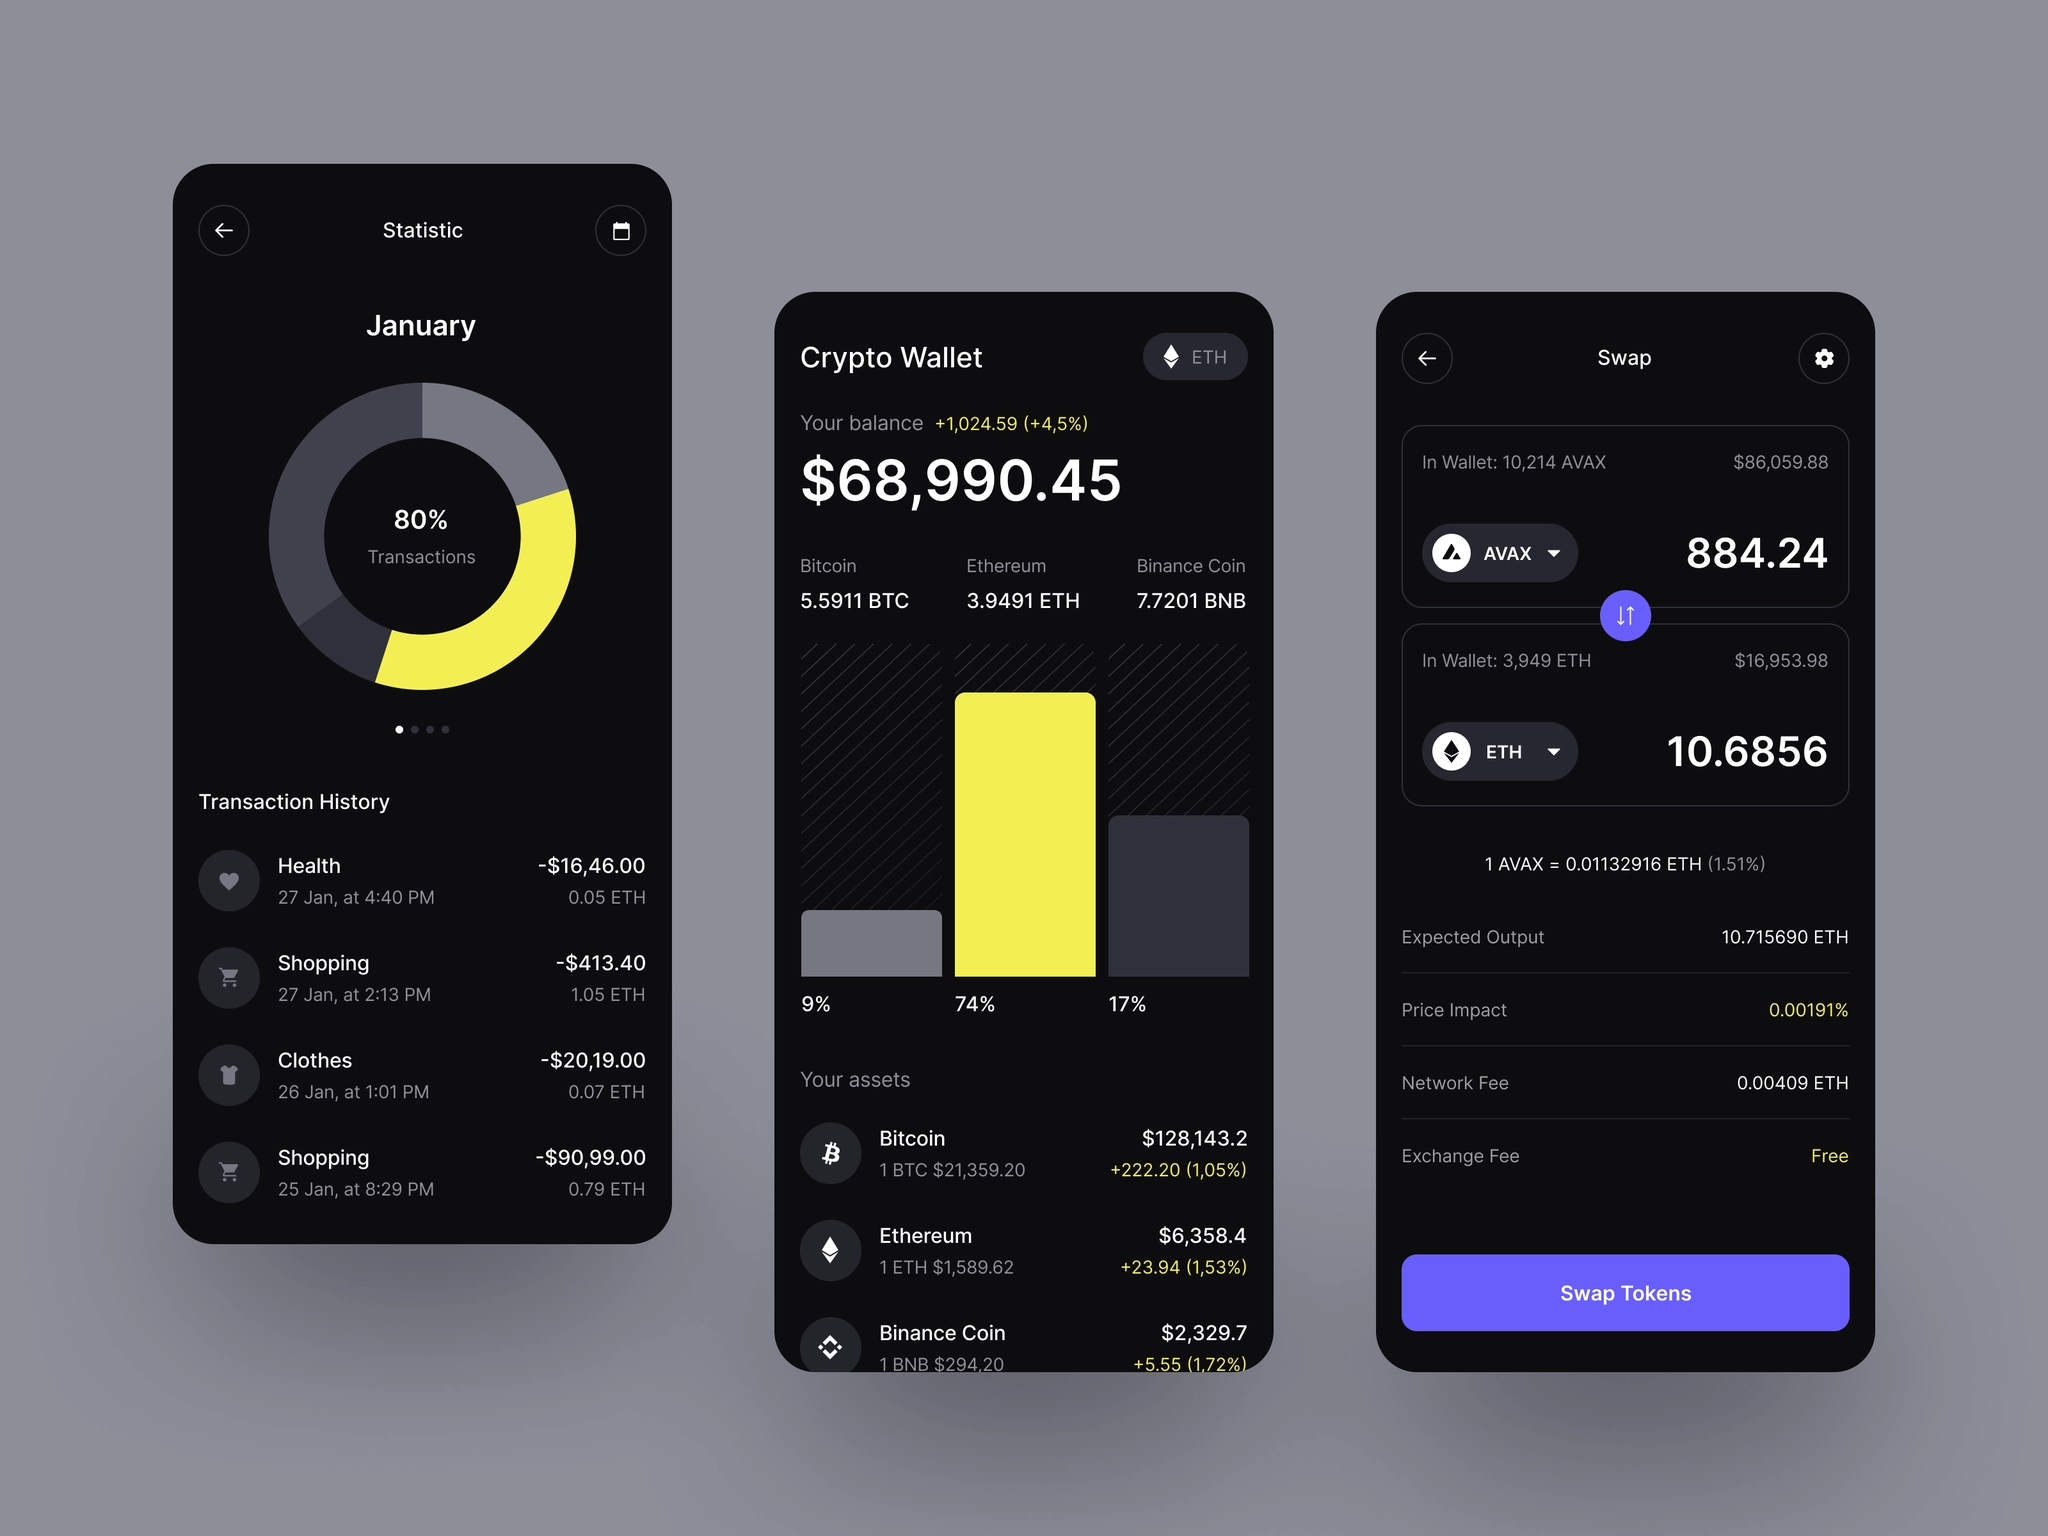 Statistic
January
80%
Transactions
Transaction History
Health -$16,46.00
27 Jan, at 4:40 PM 0.05 ETH
Shopping -$413.40
27 Jan, at 2:13 PM 1.05 ETH
Clothes -$20,19.00
26 Jan, at 1:01 PM 0.07 ETH
Shopping -$90,99.00
25 Jan, at 8:29 PM 0.79 ETH
Crypto Wallet ETH
Your balance +1,024.59 (+4,5%)
$68,990.45
Bitcoin Ethereum Binance Coin
5.5911 BTC 3.9491 ETH 7.7201 BNB
9% 74% 17%
Your assets
Bitcoin $128,143.2
1 BTC $21,359.20 +222.20 (1,05%)
Ethereum $6,358.4
1 ETH $1,589.62 +23.94 (1,53%)
Binance Coin $2,329.7
1 BNB $294,20 +5.55 (1,72%)
Swap
In Wallet: 10,214 AVAX $86,059.88
AVAX 884.24
In Wallet: 3,949 ETH $16,953.98
ETH 10.6856
1 AVAX = 0.01132916 ETH (1.51%)
Expected Output 10.715690 ETH
Price Impact 0.00191%
Network Fee 0.00409 ETH
Exchange Fee Free
Swap Tokens